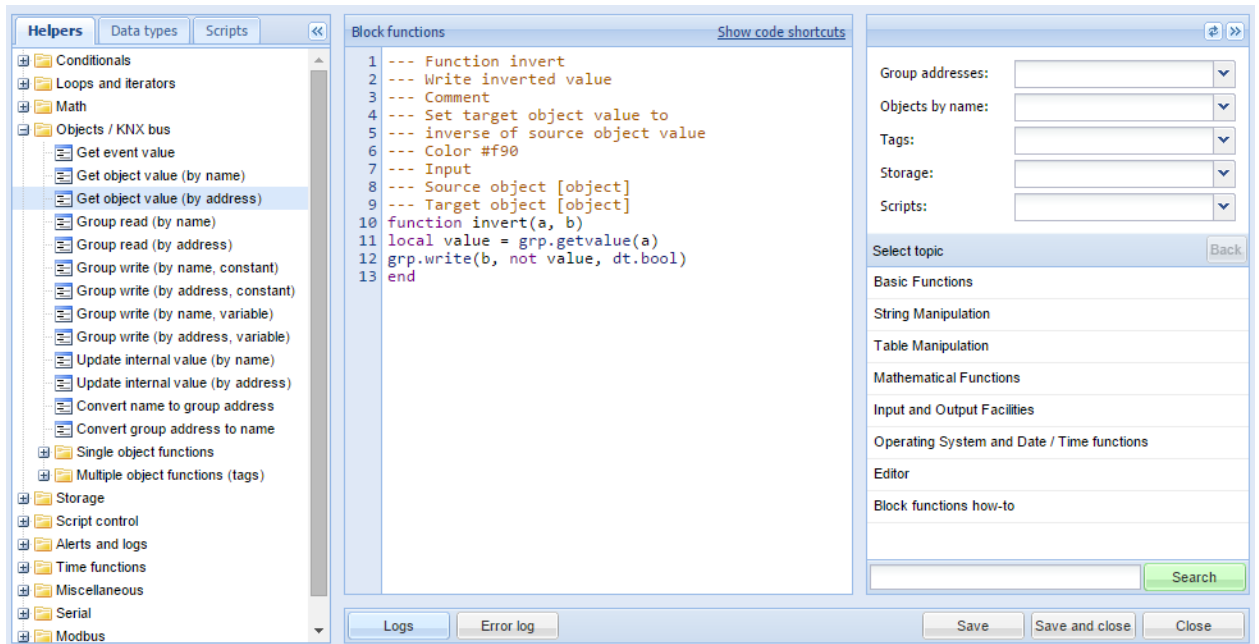 Helpers
Data types
Scripts
Conditionals
Loops and iterators
Math
Objects / KNX bus
Get event value
Get object value (by name)
Get object value (by address)
Group read (by name)
Group read (by address)
Group write (by name, constant)
Group write (by address, constant)
Group write (by name, variable)
Group write (by address, variable)
Update internal value (by name)
Update internal value (by address)
Convert name to group address
Convert group address to name
Single object functions
Multiple object functions (tags)
Storage
Script control
Alerts and logs
Time functions
Miscellaneous
Serial
Modbus
Block functions
Show code shortcuts
1 --- Function invert
2 --- Write inverted value
3 --- Comment
4 --- Set target object value to
5 --- inverse of source object value
6 --- Color #f90
7 --- Input
8 --- Source object [object]
9 --- Target object [object]
10 function invert(a, b)
11 local value = grp.getvalue(a)
12 grp.write(b, not value, dt.bool)
13 end
Logs
Error log
Save
Save and close
Close
Group addresses:
Objects by name:
Tags:
Storage:
Scripts:
Select topic
Back
Basic Functions
String Manipulation
Table Manipulation
Mathematical Functions
Input and Output Facilities
Operating System and Date / Time functions
Editor
Block functions how-to
Search